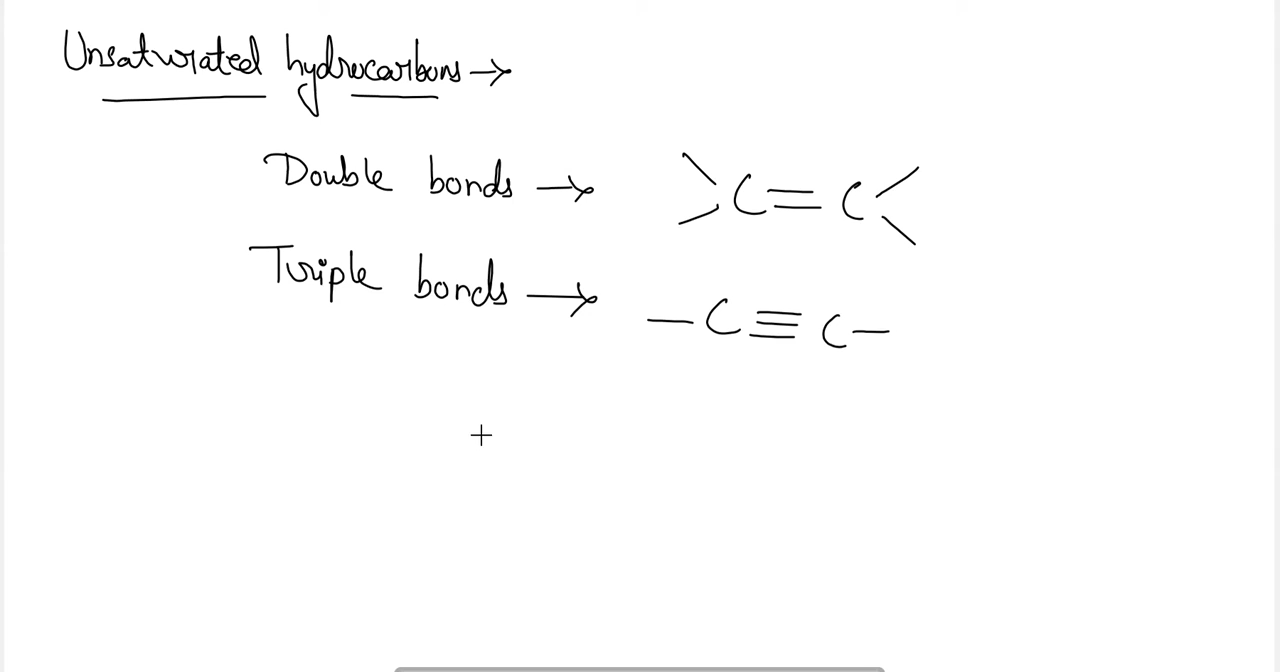 Unsaturated hydrocarbons →
Double bonds → >C=C<
Triple bonds → -C≡C-